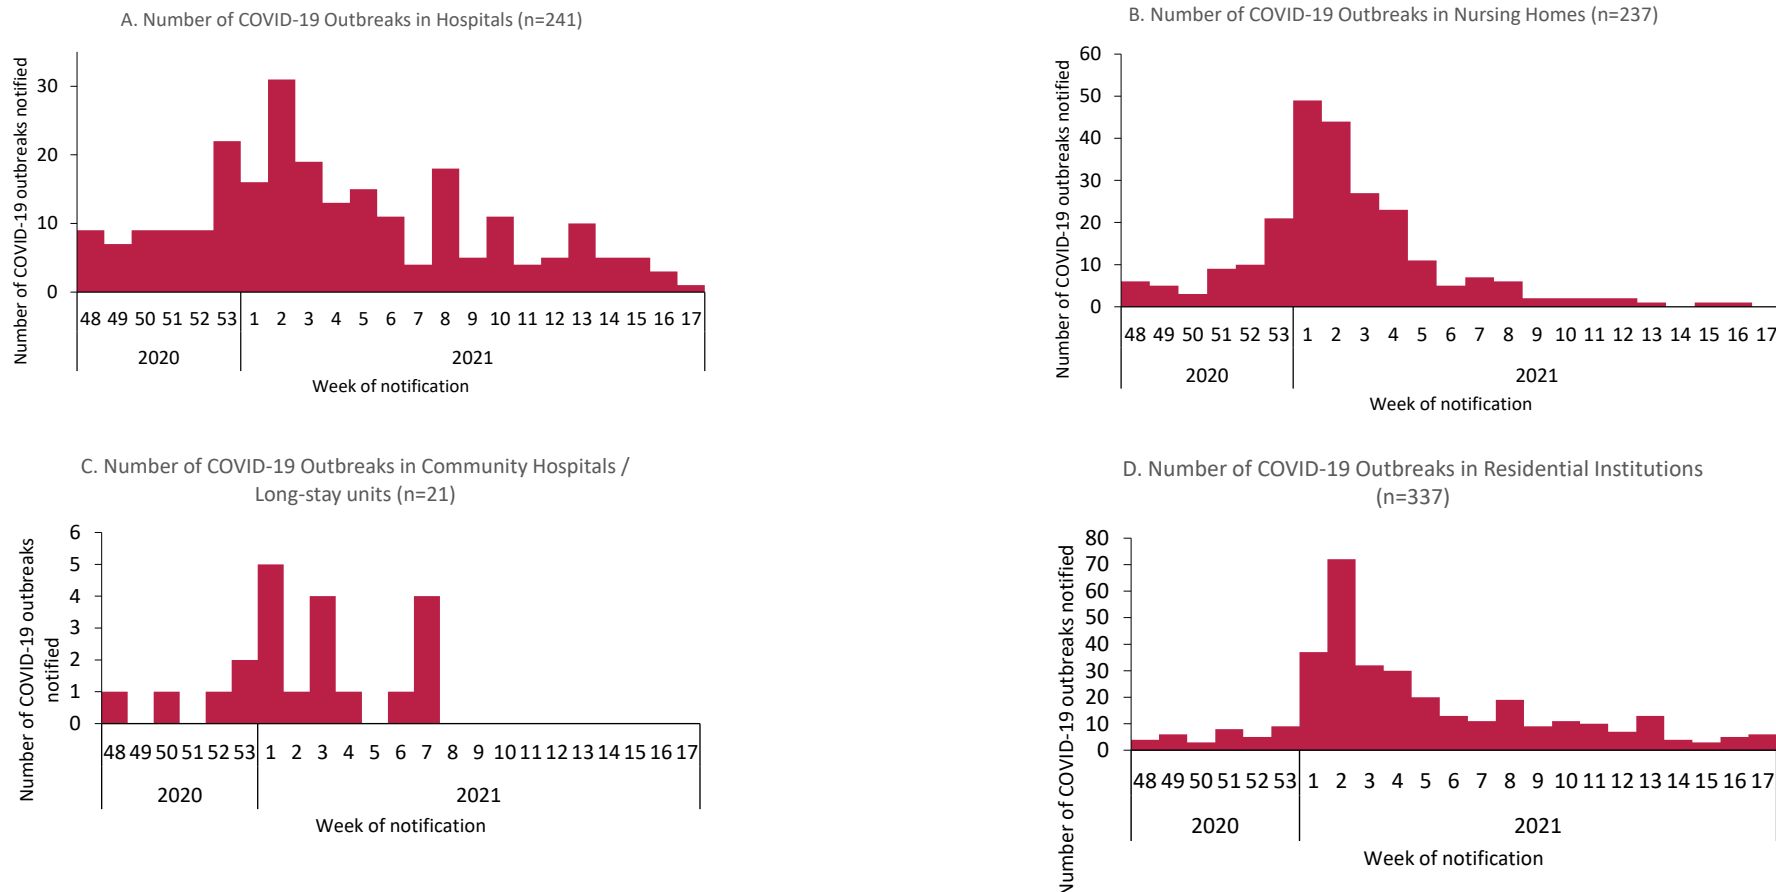 A. Number of COVID-19 Outbreaks in Hospitals (n=241)
Number of COVID-19 outbreaks notified
30
20
10
0
48 49 50 51 52 53 1 2 3 4 5 6 7 8 9 10 11 12 13 14 15 16 17
2020 2021
Week of notification
B. Number of COVID-19 Outbreaks in Nursing Homes (n=237)
Number of COVID-19 outbreaks notified
60
50
40
30
20
10
0
48 49 50 51 52 53 1 2 3 4 5 6 7 8 9 10 11 12 13 14 15 16 17
2020 2021
Week of notification
C. Number of COVID-19 Outbreaks in Community Hospitals /
Long-stay units (n=21)
Number of COVID-19 outbreaks
notified
6
5
4
3
2
1
0
48 49 50 51 52 53 1 2 3 4 5 6 7 8 9 10 11 12 13 14 15 16 17
2020 2021
Week of notification
D. Number of COVID-19 Outbreaks in Residential Institutions
(n=337)
Number of COVID-19 outbreaks notified
80
70
60
50
40
30
20
10
0
48 49 50 51 52 53 1 2 3 4 5 6 7 8 9 10 11 12 13 14 15 16 17
2020 2021
Week of notification